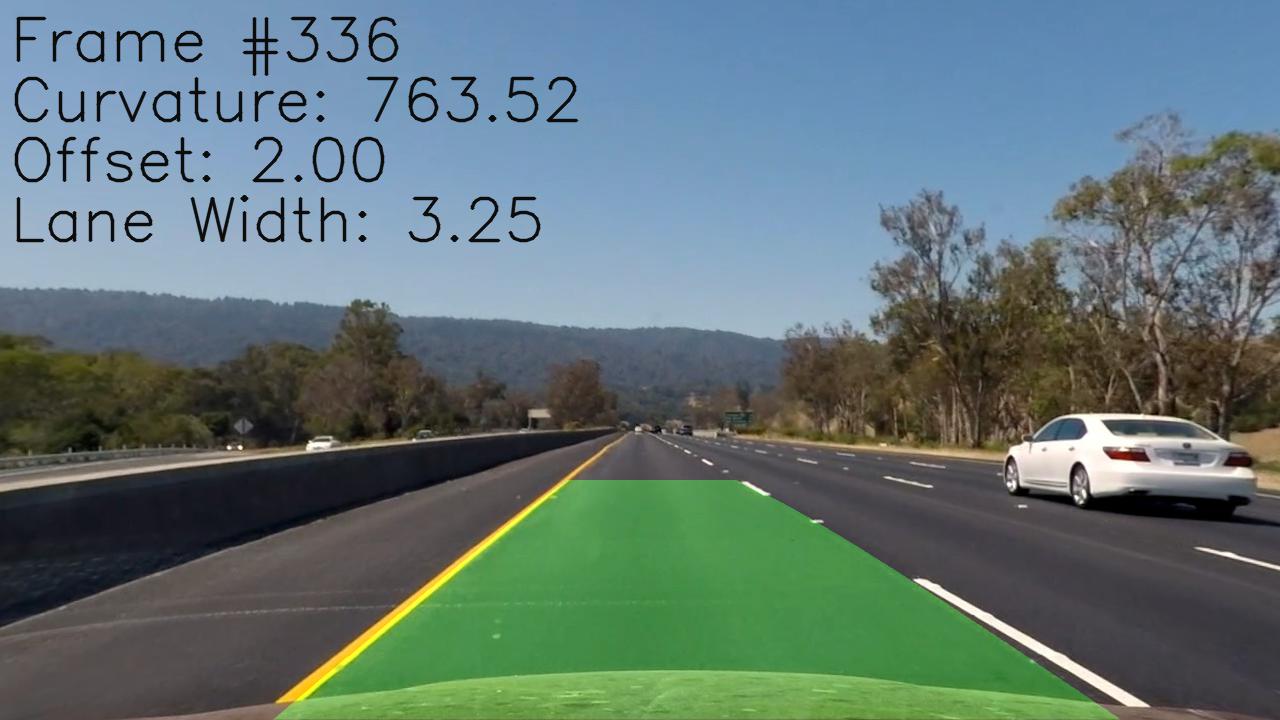 Frame #336
Curvature: 763.52
Offset: 2.00
Lane Width: 3.25